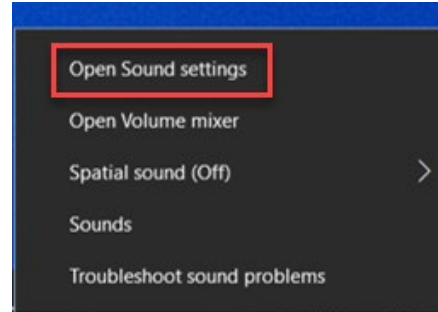 Open Sound settings
Open Volume mixer
Spatial sound (Off)
Sounds
Troubleshoot sound problems